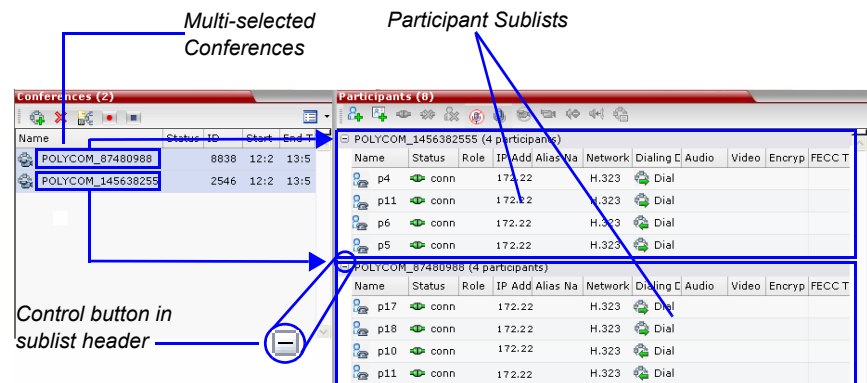 Multi-selected
Conferences
Participant Sublists
Conferences (2)
Name Status ID Start End T
POLYCOM_87480988 8838 12:2 13:5
POLYCOM_145638255 2546 12:2 13:5
Participants (8)
POLYCOM_1456382555 (4 participants)
Name Status Role IP Add Alias Na Network Dialing D Audio Video Encryp FECC T
p4 conn 172.22 H.323 Dial
p11 conn 172.22 H.323 Dial
p6 conn 172.22 H.323 Dial
p5 conn 172.22 H.323 Dial
POLYCOM_87480988 (4 participants)
Name Status Role IP Add Alias Na Network Dialing D Audio Video Encryp FECC T
p17 conn 172.22 H.323 Dial
p18 conn 172.22 H.323 Dial
p10 conn 172.22 H.323 Dial
p11 conn 172.22 H.323 Dial
Control button in
sublist header